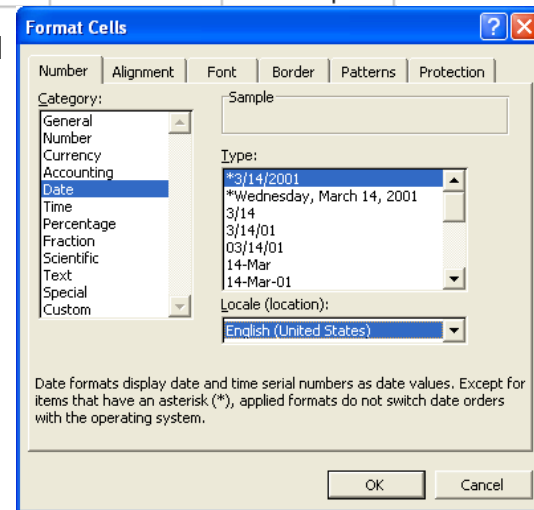 Format Cells
Number Alignment Font Border Patterns Protection
Category:
General
Number
Currency
Accounting
Date
Time
Percentage
Fraction
Scientific
Text
Special
Custom
Sample
Type:
*3/14/2001
*Wednesday, March 14, 2001
3/14
3/14/01
03/14/01
14-Mar
14-Mar-01
Locale (location):
English (United States)
Date formats display date and time serial numbers as date values. Except for
items that have an asterisk (*), applied formats do not switch date orders
with the operating system.
OK Cancel